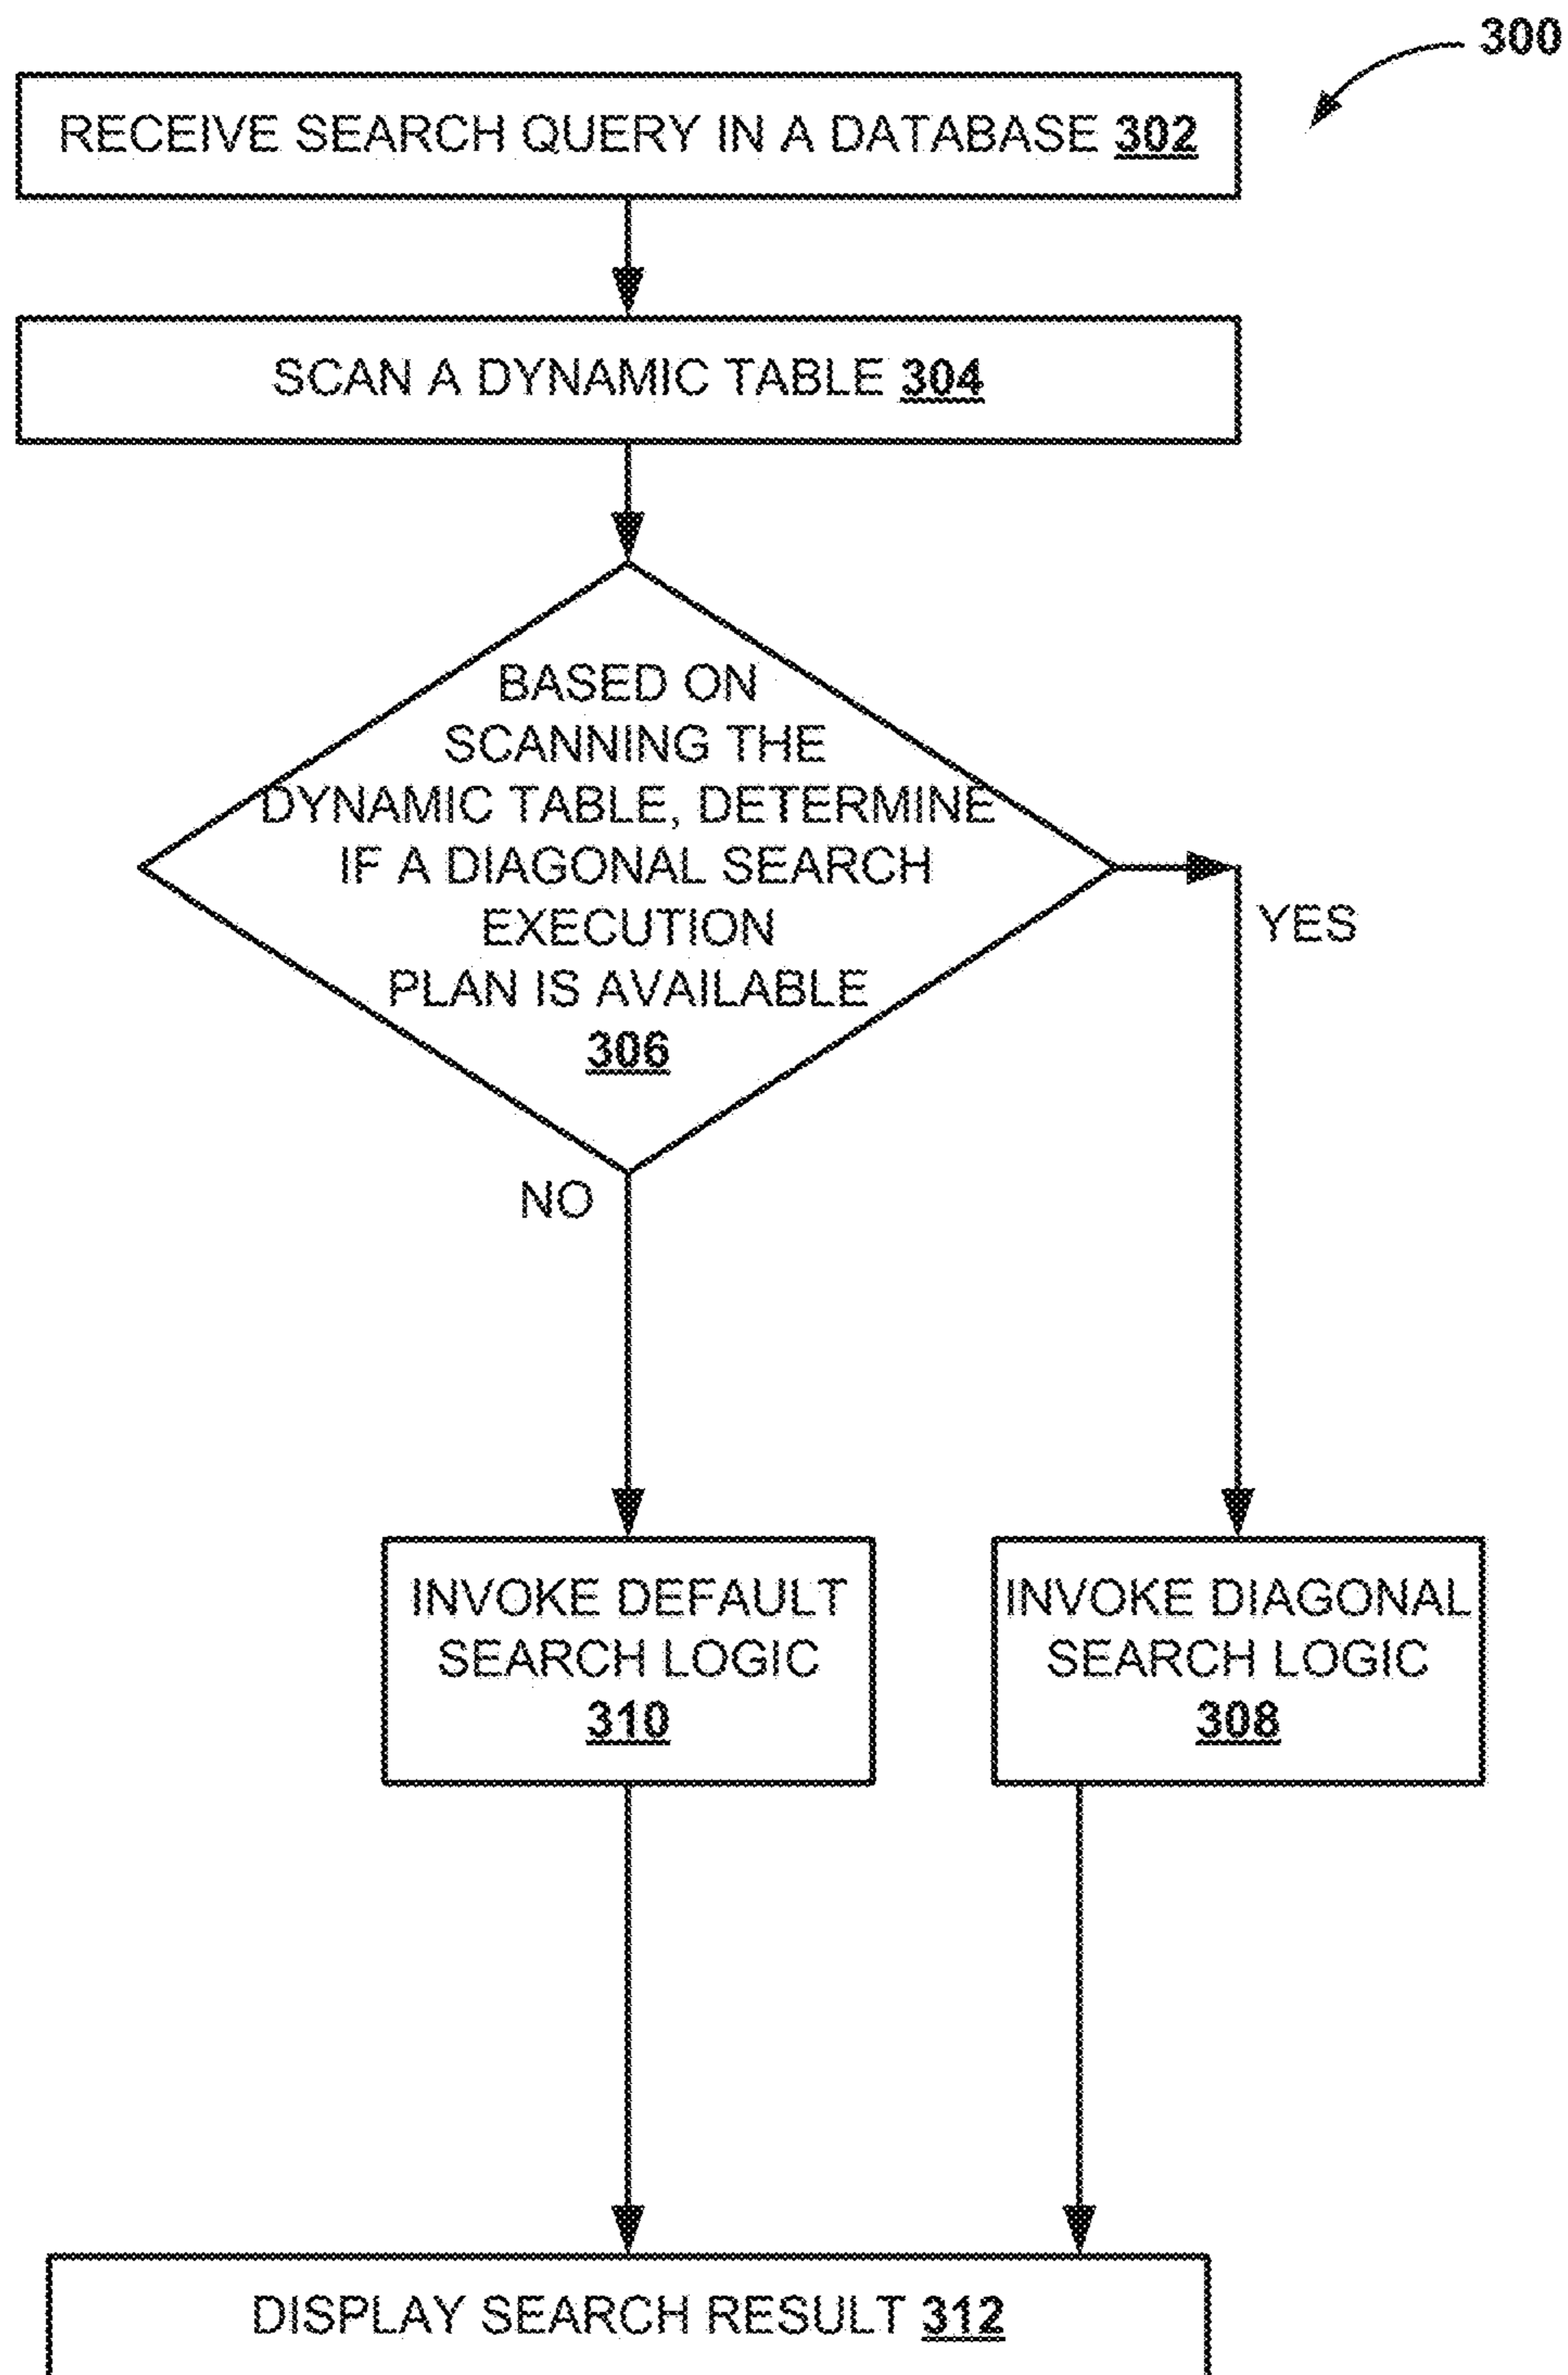 300
RECEIVE SEARCH QUERY IN A DATABASE 302
SCAN A DYNAMIC TABLE 304
BASED ON
SCANNING THE
DYNAMIC TABLE, DETERMINE
IF A DIAGONAL SEARCH
EXECUTION
PLAN IS AVAILABLE
306
YES
NO
INVOKE DEFAULT
SEARCH LOGIC
310
INVOKE DIAGONAL
SEARCH LOGIC
308
DISPLAY SEARCH RESULT 312